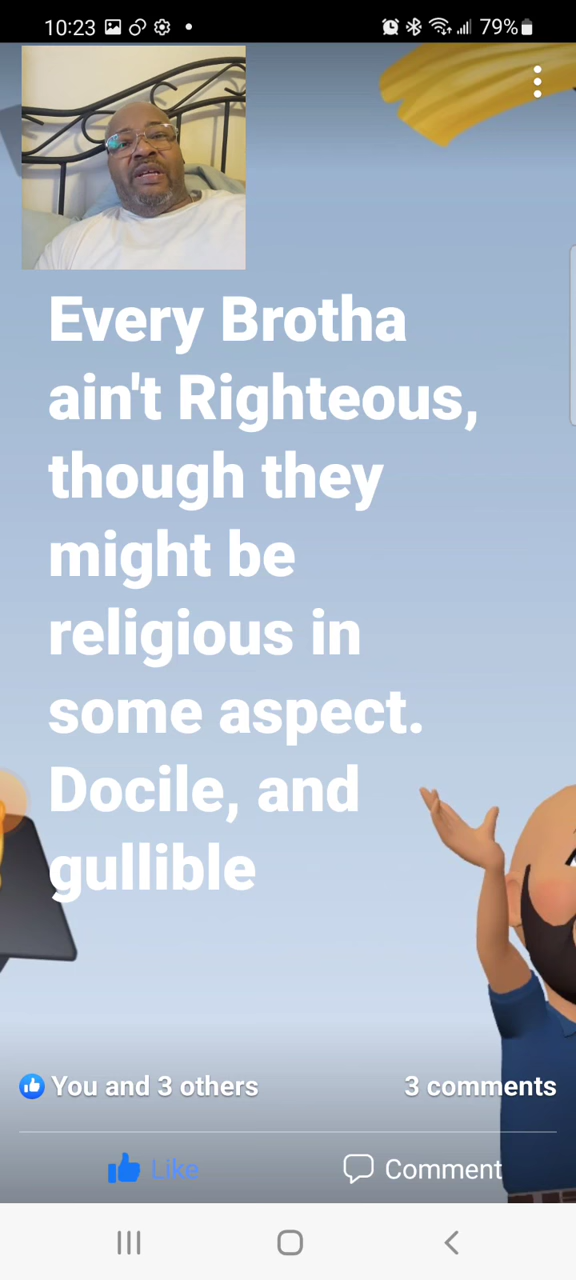 10:23 79%
Every Brotha
ain't Righteous,
though they
might be
religious in
some aspect.
Docile, and
gullible
You and 3 others 3 comments
Like Comment